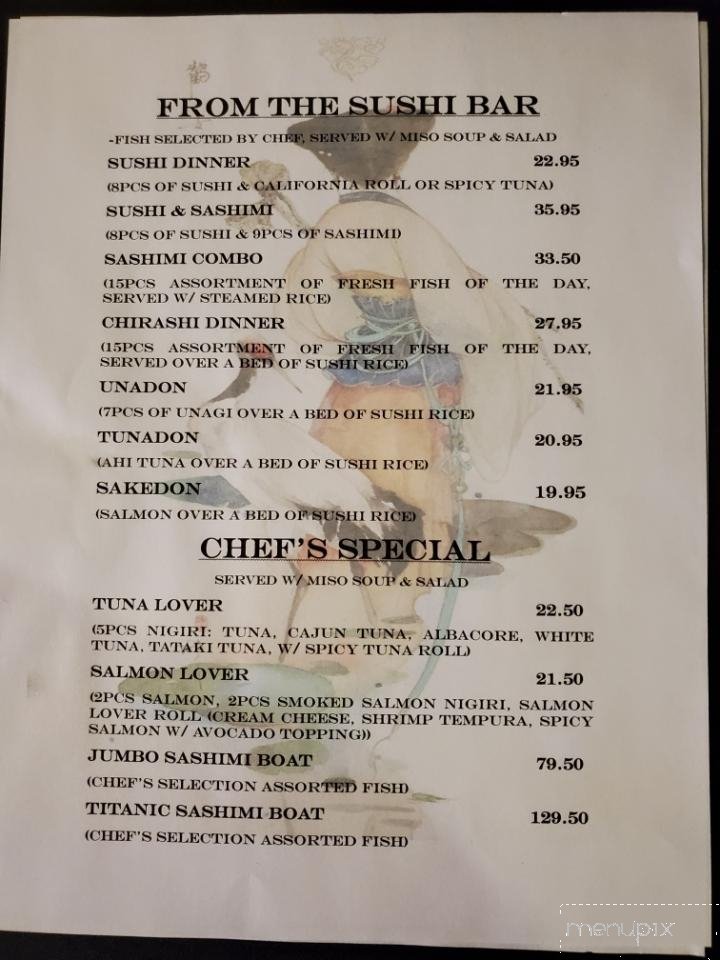 FROM THE SUSHI BAR
-FISH SELECTED BY CHEF, SERVED W/ MISO SOUP & SALAD
SUSHI DINNER 22.95
(8PCS OF SUSHI & CALIFORNIA ROLL OR SPICY TUNA)
SUSHI & SASHIMI 35.95
(8PCS OF SUSHI & 9PCS OF SASHIMI)
SASHIMI COMBO 33.50
(15PCS ASSORTMENT OF FRESH FISH OF THE DAY,
SERVED W/ STEAMED RICE)
CHIRASHI DINNER 27.95
(15PCS ASSORTMENT OF FRESH FISH OF THE DAY,
SERVED OVER A BED OF SUSHI RICE)
UNADON 21.95
(7PCS OF UNAGI OVER A BED OF SUSHI RICE)
TUNADON 20.95
(AHI TUNA OVER A BED OF SUSHI RICE)
SAKEDON 19.95
(SALMON OVER A BED OF SUSHI RICE)
CHEF'S SPECIAL
SERVED W/ MISO SOUP & SALAD
TUNA LOVER 22.50
(5PCS NIGIRI: TUNA, CAJUN TUNA, ALBACORE, WHITE
TUNA, TATAKI TUNA, W/ SPICY TUNA ROLL)
SALMON LOVER 21.50
(2PCS SALMON, 2PCS SMOKED SALMON NIGIRI, SALMON
LOVER ROLL (CREAM CHEESE, SHRIMP TEMPURA, SPICY
SALMON W/ AVOCADO TOPPING))
JUMBO SASHIMI BOAT 79.50
(CHEF'S SELECTION ASSORTED FISH)
TITANIC SASHIMI BOAT 129.50
(CHEF'S SELECTION ASSORTED FISH)
menupix